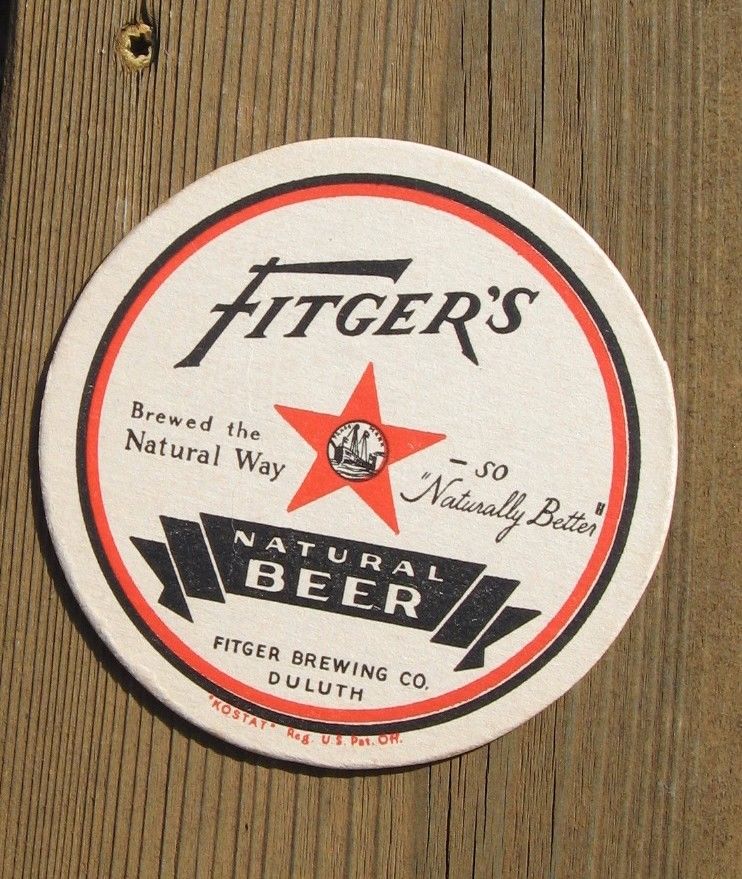 FITGER'S
Brewed the
Natural Way
– so
"Naturally Better"
NATURAL
BEER
FITGER BREWING CO.
DULUTH
"KOSTAT" Reg. U.S. Pat. Off.